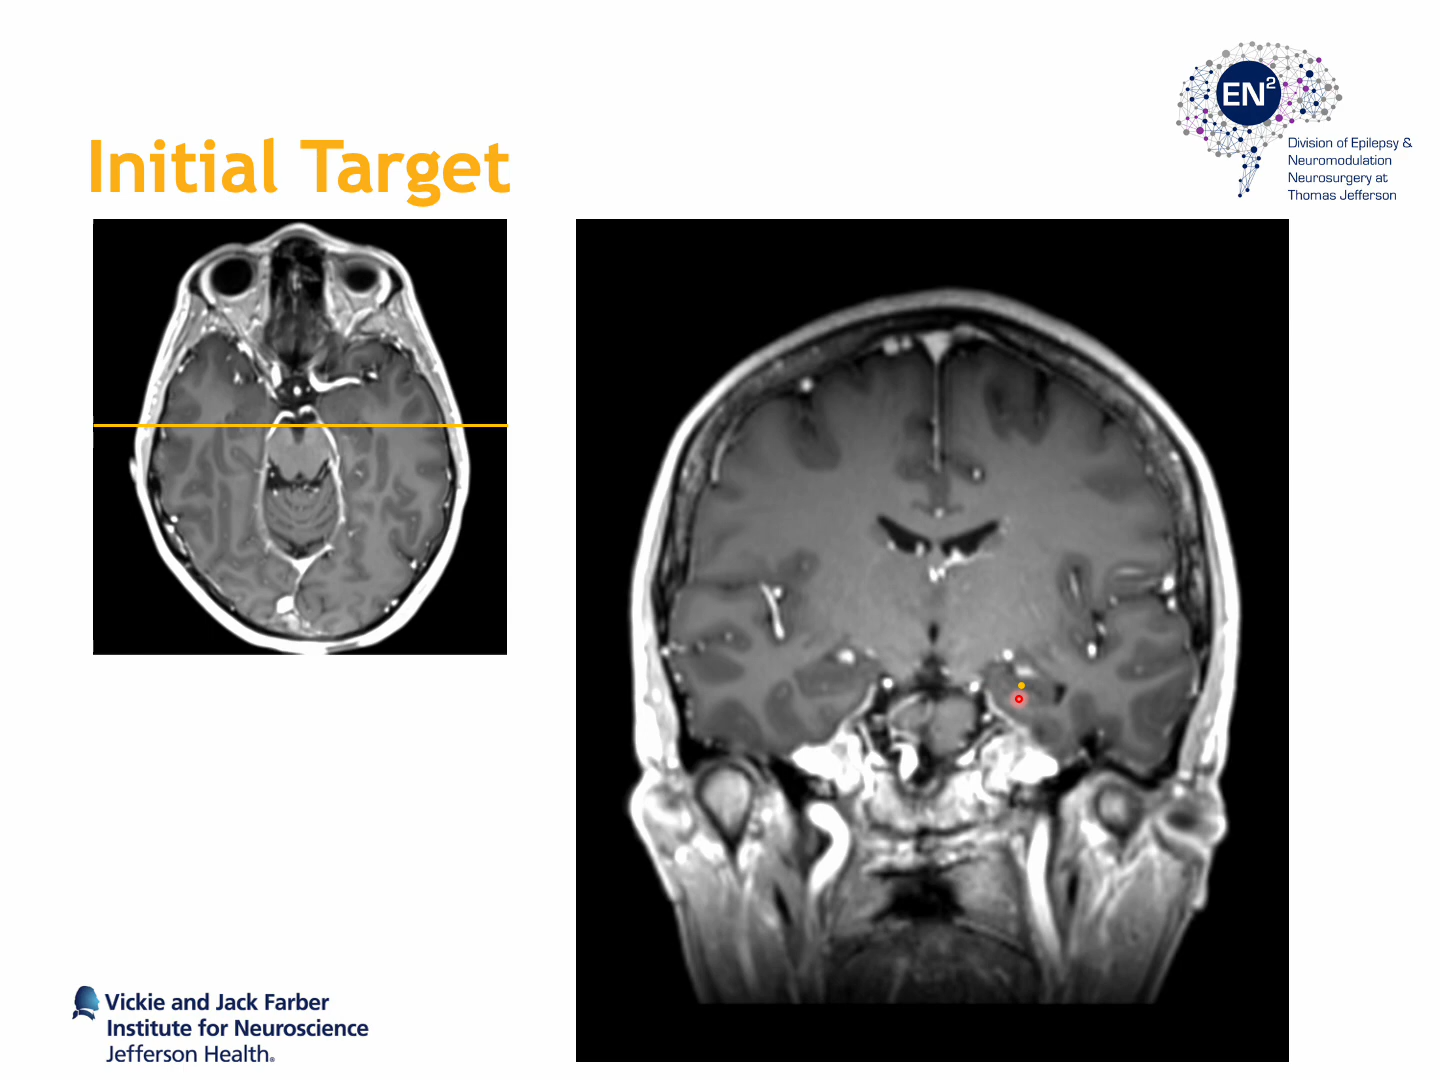 EN²
Division of Epilepsy &
Neuromodulation
Neurosurgery at
Thomas Jefferson
Initial Target
Vickie and Jack Farber
Institute for Neuroscience
Jefferson Health®